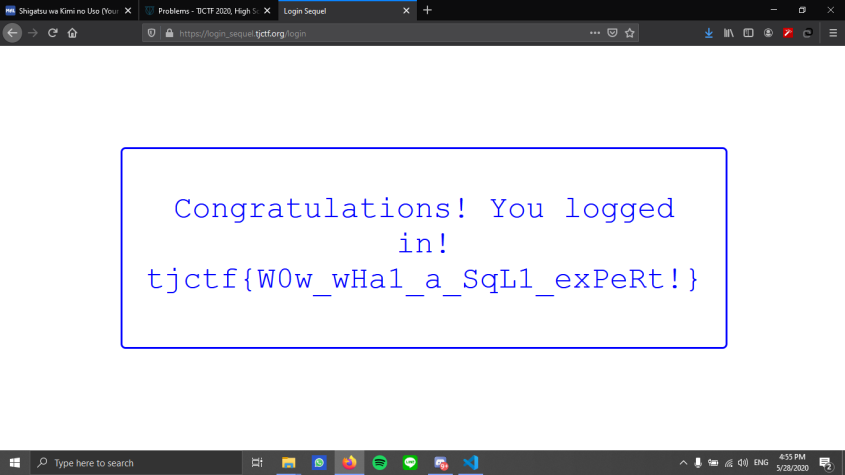 Shigatsu wa Kimi no Uso (Your
Problems - TJCTF 2020, High Sc
Login Sequel
https://login_sequel.tjctf.org/login
Congratulations! You logged
in!
tjctf{W0w_wHa1_a_SqL1_exPeRt!}
Type here to search
ENG
4:55 PM
5/28/2020